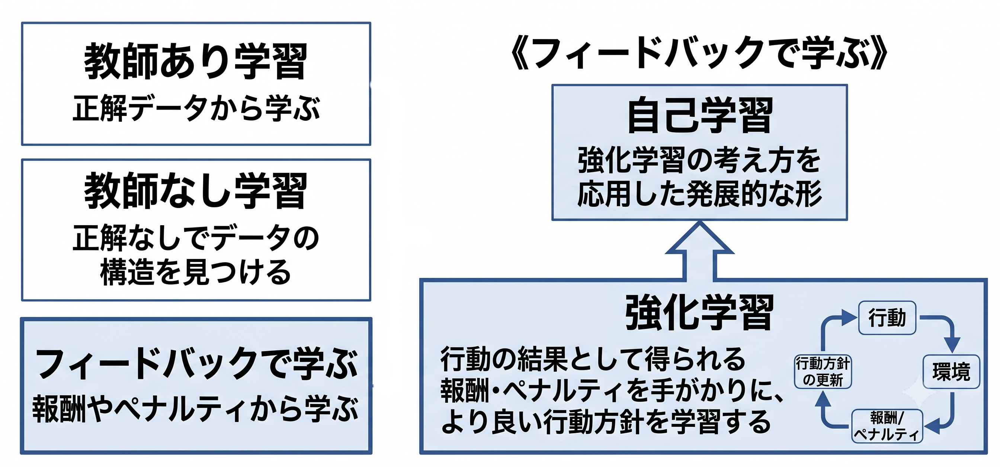 教師あり学習
正解データから学ぶ
教師なし学習
正解なしでデータの
構造を見つける
フィードバックで学ぶ
報酬やペナルティから学ぶ
《フィードバックで学ぶ》
自己学習
強化学習の考え方を
応用した発展的な形
強化学習
行動の結果として得られる
報酬・ペナルティを手がかりに、
より良い行動方針を学習する
行動
環境
報酬/
ペナルティ
行動方針
の更新